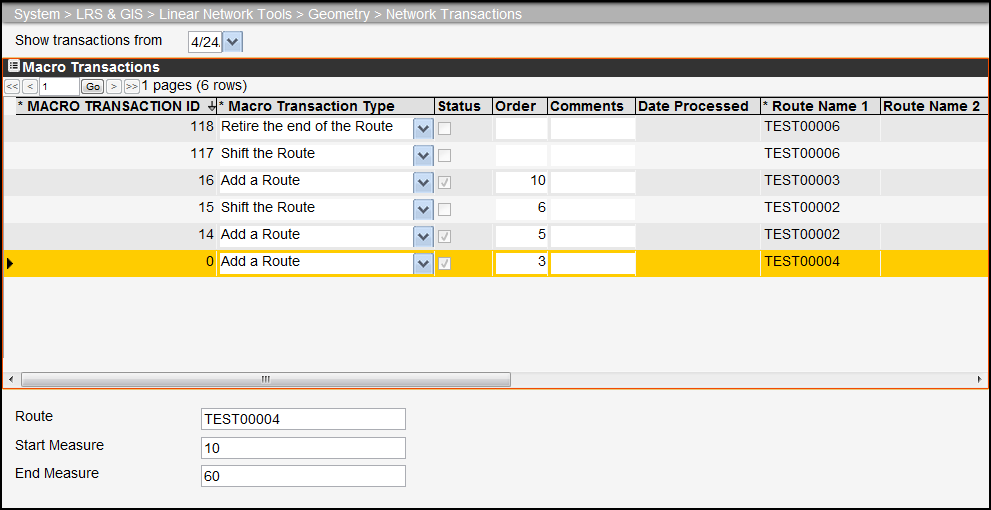 System > LRS & GIS > Linear Network Tools > Geometry > Network Transactions
Show transactions from 4/24
Macro Transactions
<< < 1 Go > >> 1 pages (6 rows)
* MACRO TRANSACTION ID * Macro Transaction Type Status Order Comments Date Processed * Route Name 1 Route Name 2
118 Retire the end of the Route TEST00006
117 Shift the Route TEST00006
16 Add a Route 10 TEST00003
15 Shift the Route 6 TEST00002
14 Add a Route 5 TEST00002
0 Add a Route 3 TEST00004
Route TEST00004
Start Measure 10
End Measure 60